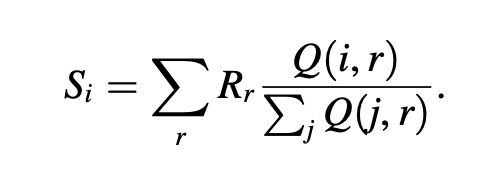 S_i = \sum_r R_r \frac{Q(i, r)}{\sum_j Q(j, r)}.